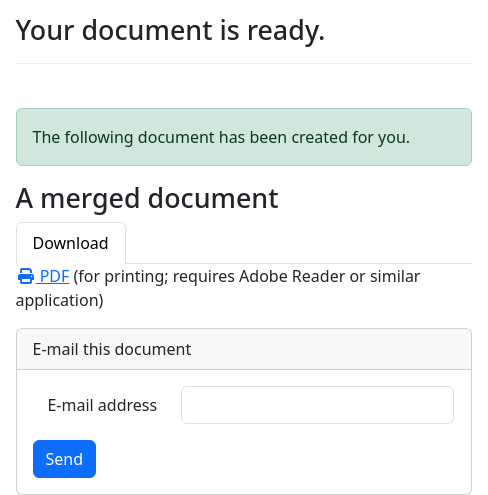 Your document is ready.
The following document has been created for you.
A merged document
Download
PDF (for printing; requires Adobe Reader or similar
application)
E-mail this document
E-mail address
Send